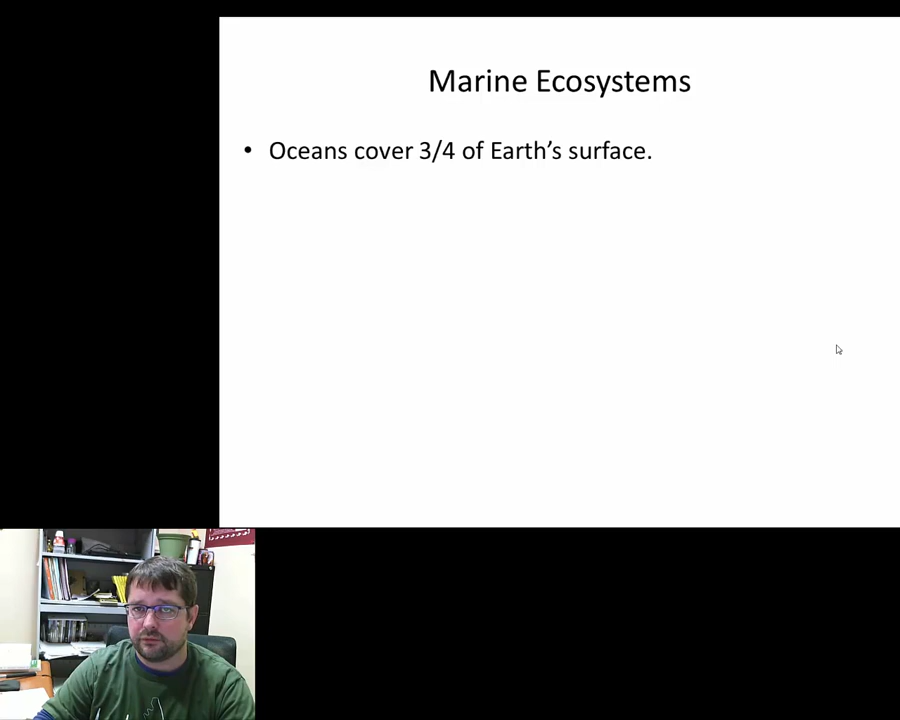 Marine Ecosystems
• Oceans cover 3/4 of Earth’s surface.